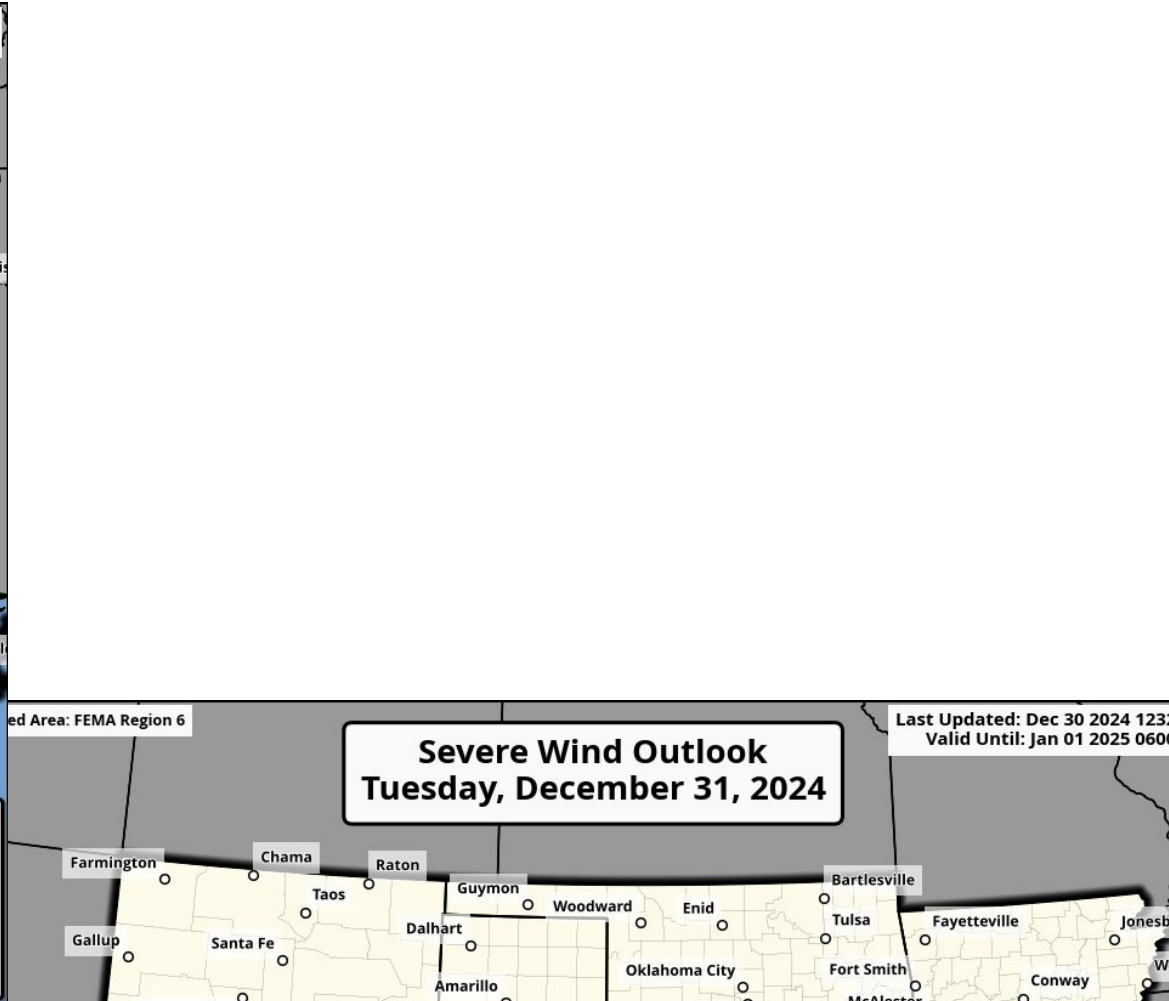 ed Area: FEMA Region 6
Severe Wind Outlook
Tuesday, December 31, 2024
Last Updated: Dec 30 2024 123
Valid Until: Jan 01 2025 060
Farmington
Chama
Raton
Taos
Guymon
Woodward
Enid
Bartlesville
Tulsa
Fayetteville
Jonesb
Gallup
Santa Fe
Dalhart
Amarillo
Oklahoma City
Fort Smith
McAlester
Conway
W